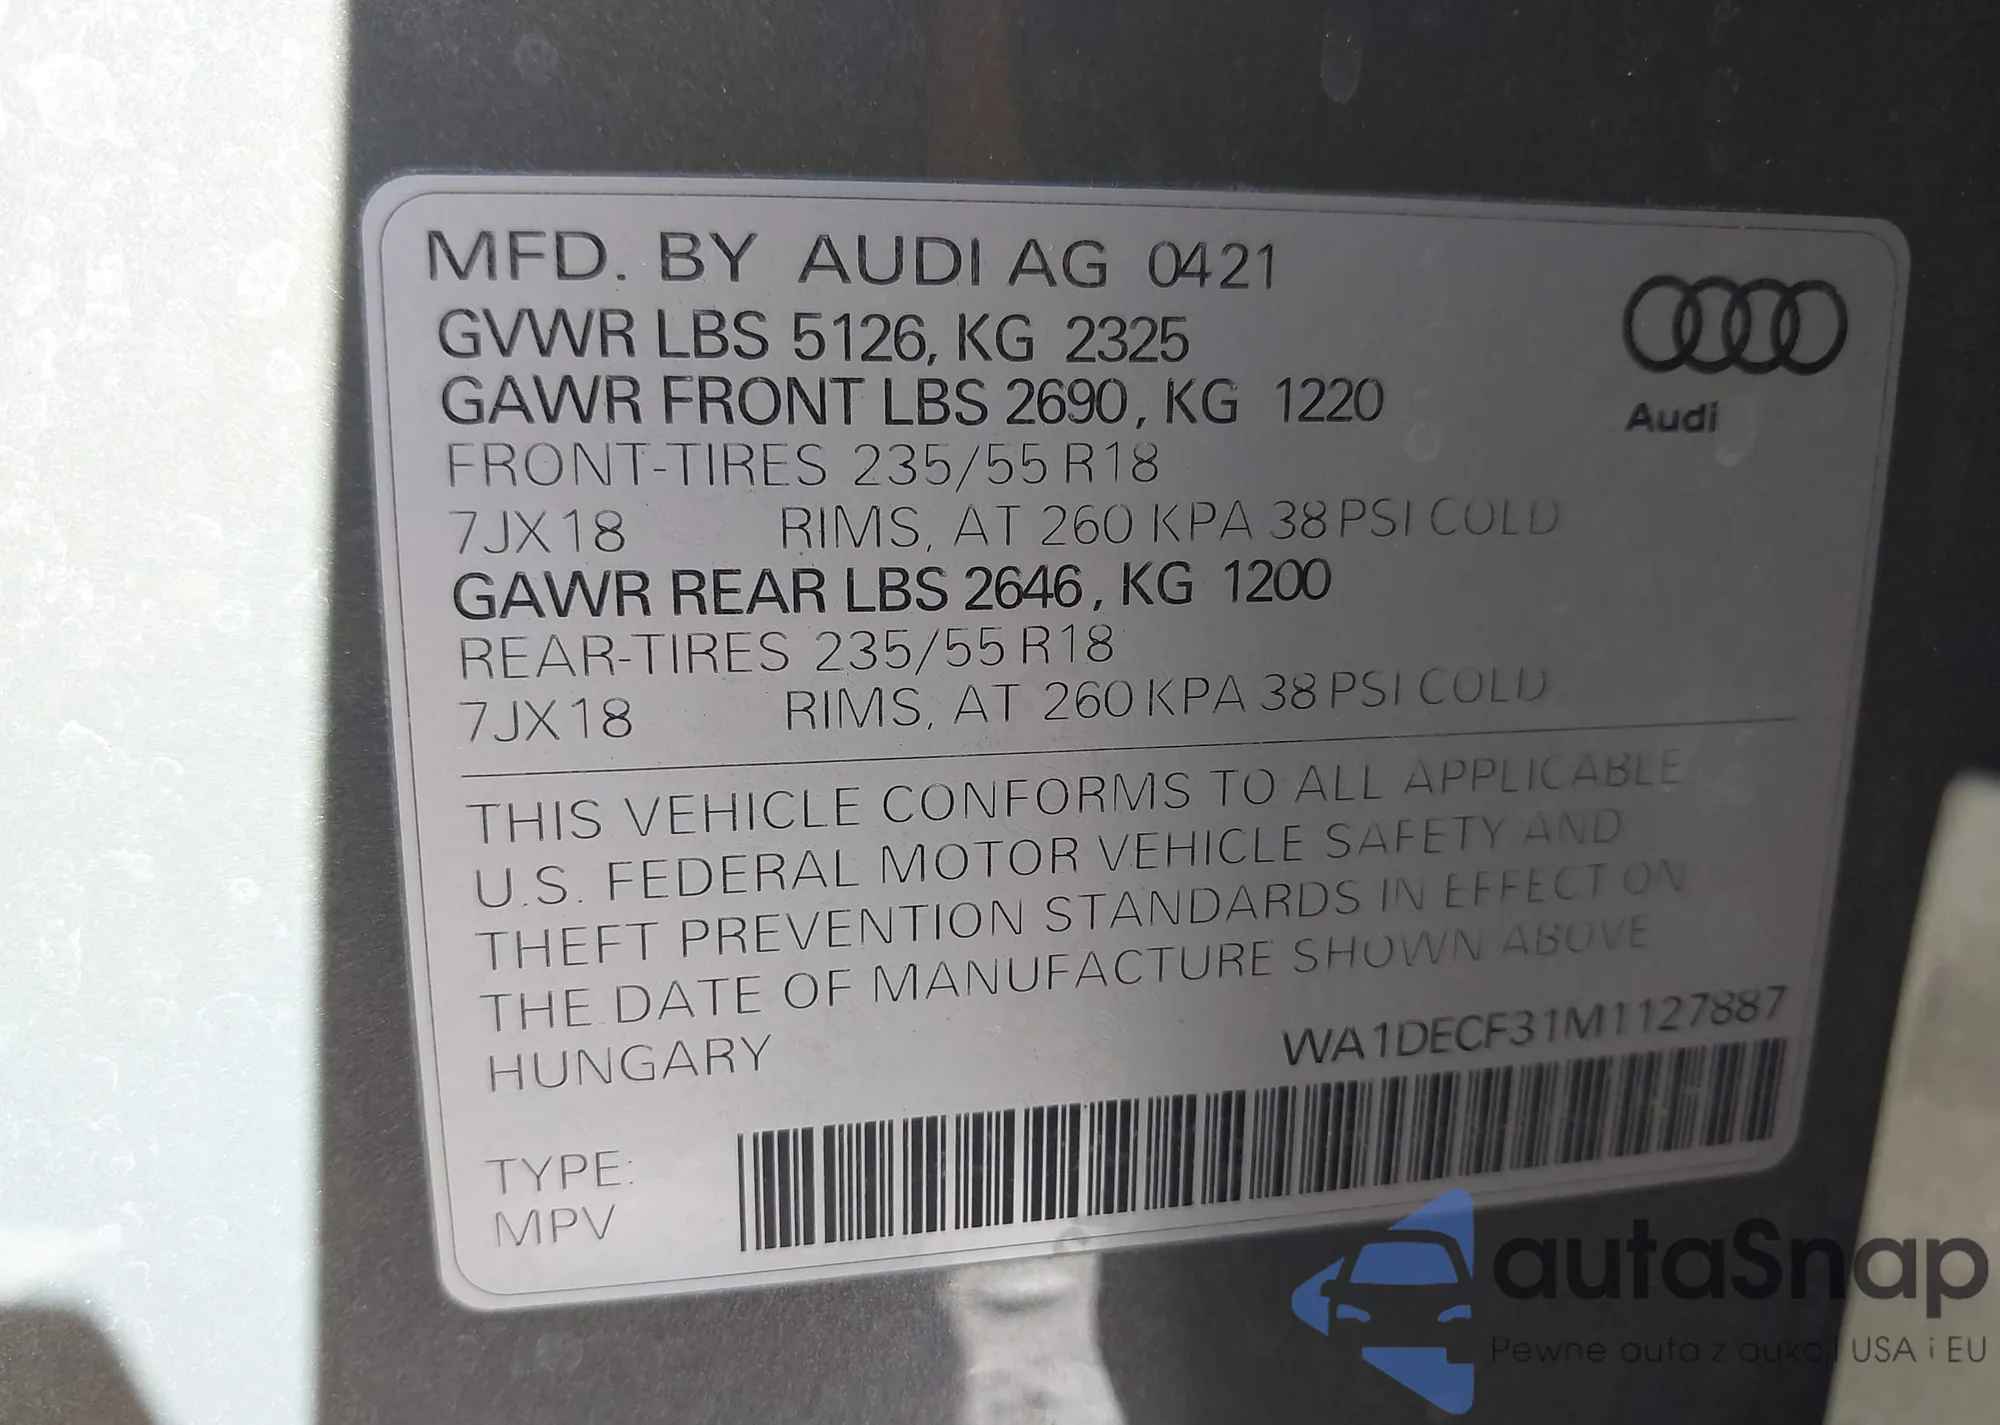 MFD. BY AUDI AG 0421
GVWR LBS 5126, KG 2325
GAWR FRONT LBS 2690, KG 1220
FRONT-TIRES 235/55 R18
7JX18 RIMS, AT 260 KPA 38 PSI COLD
GAWR REAR LBS 2646, KG 1200
REAR-TIRES 235/55 R18
7JX18 RIMS, AT 260 KPA 38 PSI COLD
Audi
THIS VEHICLE CONFORMS TO ALL APPLICABLE
U.S. FEDERAL MOTOR VEHICLE SAFETY AND
THEFT PREVENTION STANDARDS IN EFFECT ON
THE DATE OF MANUFACTURE SHOWN ABOVE
HUNGARY
WA1DECF31M1127887
TYPE:
MPV
autaSnap
Pewne auta z aukcji USA i EU